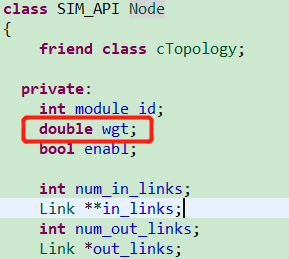 class SIM_API Node
{
friend class cTopology;
private:
int module_id;
double wgt;
bool enabl;
int num_in_links;
Link **in_links;
int num_out_links;
Link *out_links;